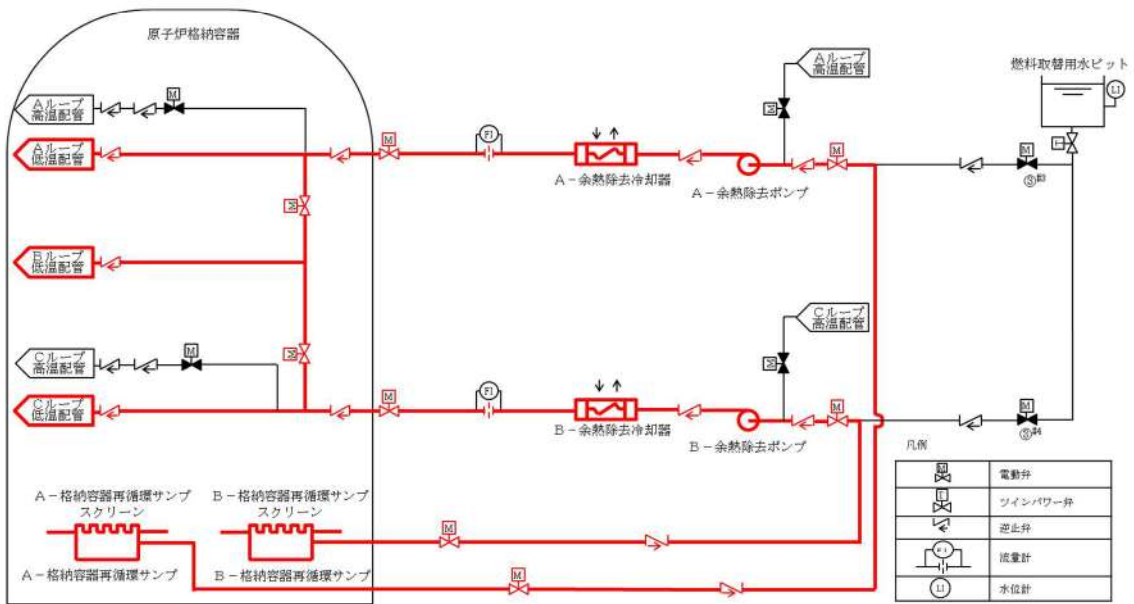 原子炉格納容器
Aループ
高温配管
M
Aループ
低温配管
M
Bループ
低温配管
M
Cループ
高温配管
M
Cループ
低温配管
M
FI
A-余熱除去冷却器
A-余熱除去ポンプ
M
Aループ
高温配管
M
燃料取替用水ピット
LI
M
M
FI
B-余熱除去冷却器
B-余熱除去ポンプ
M
Cループ
高温配管
M
M
A-格納容器再循環サンプ
スクリーン
A-格納容器再循環サンプ
B-格納容器再循環サンプ
スクリーン
B-格納容器再循環サンプ
M
M
凡例
M
電動弁
ツインパワー弁
逆止弁
FI
流量計
LI
水位計